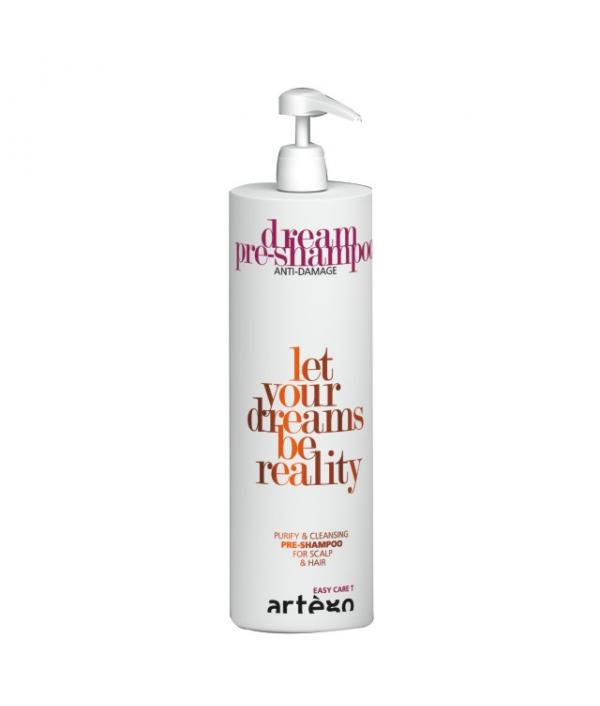 dream
pre-shampoo
ANTI-DAMAGE
let
your
dreams
be
reality
PURIFY & CLEANSING
PRE-SHAMPOO
FOR SCALP
& HAIR
EASY CARE T
artègo